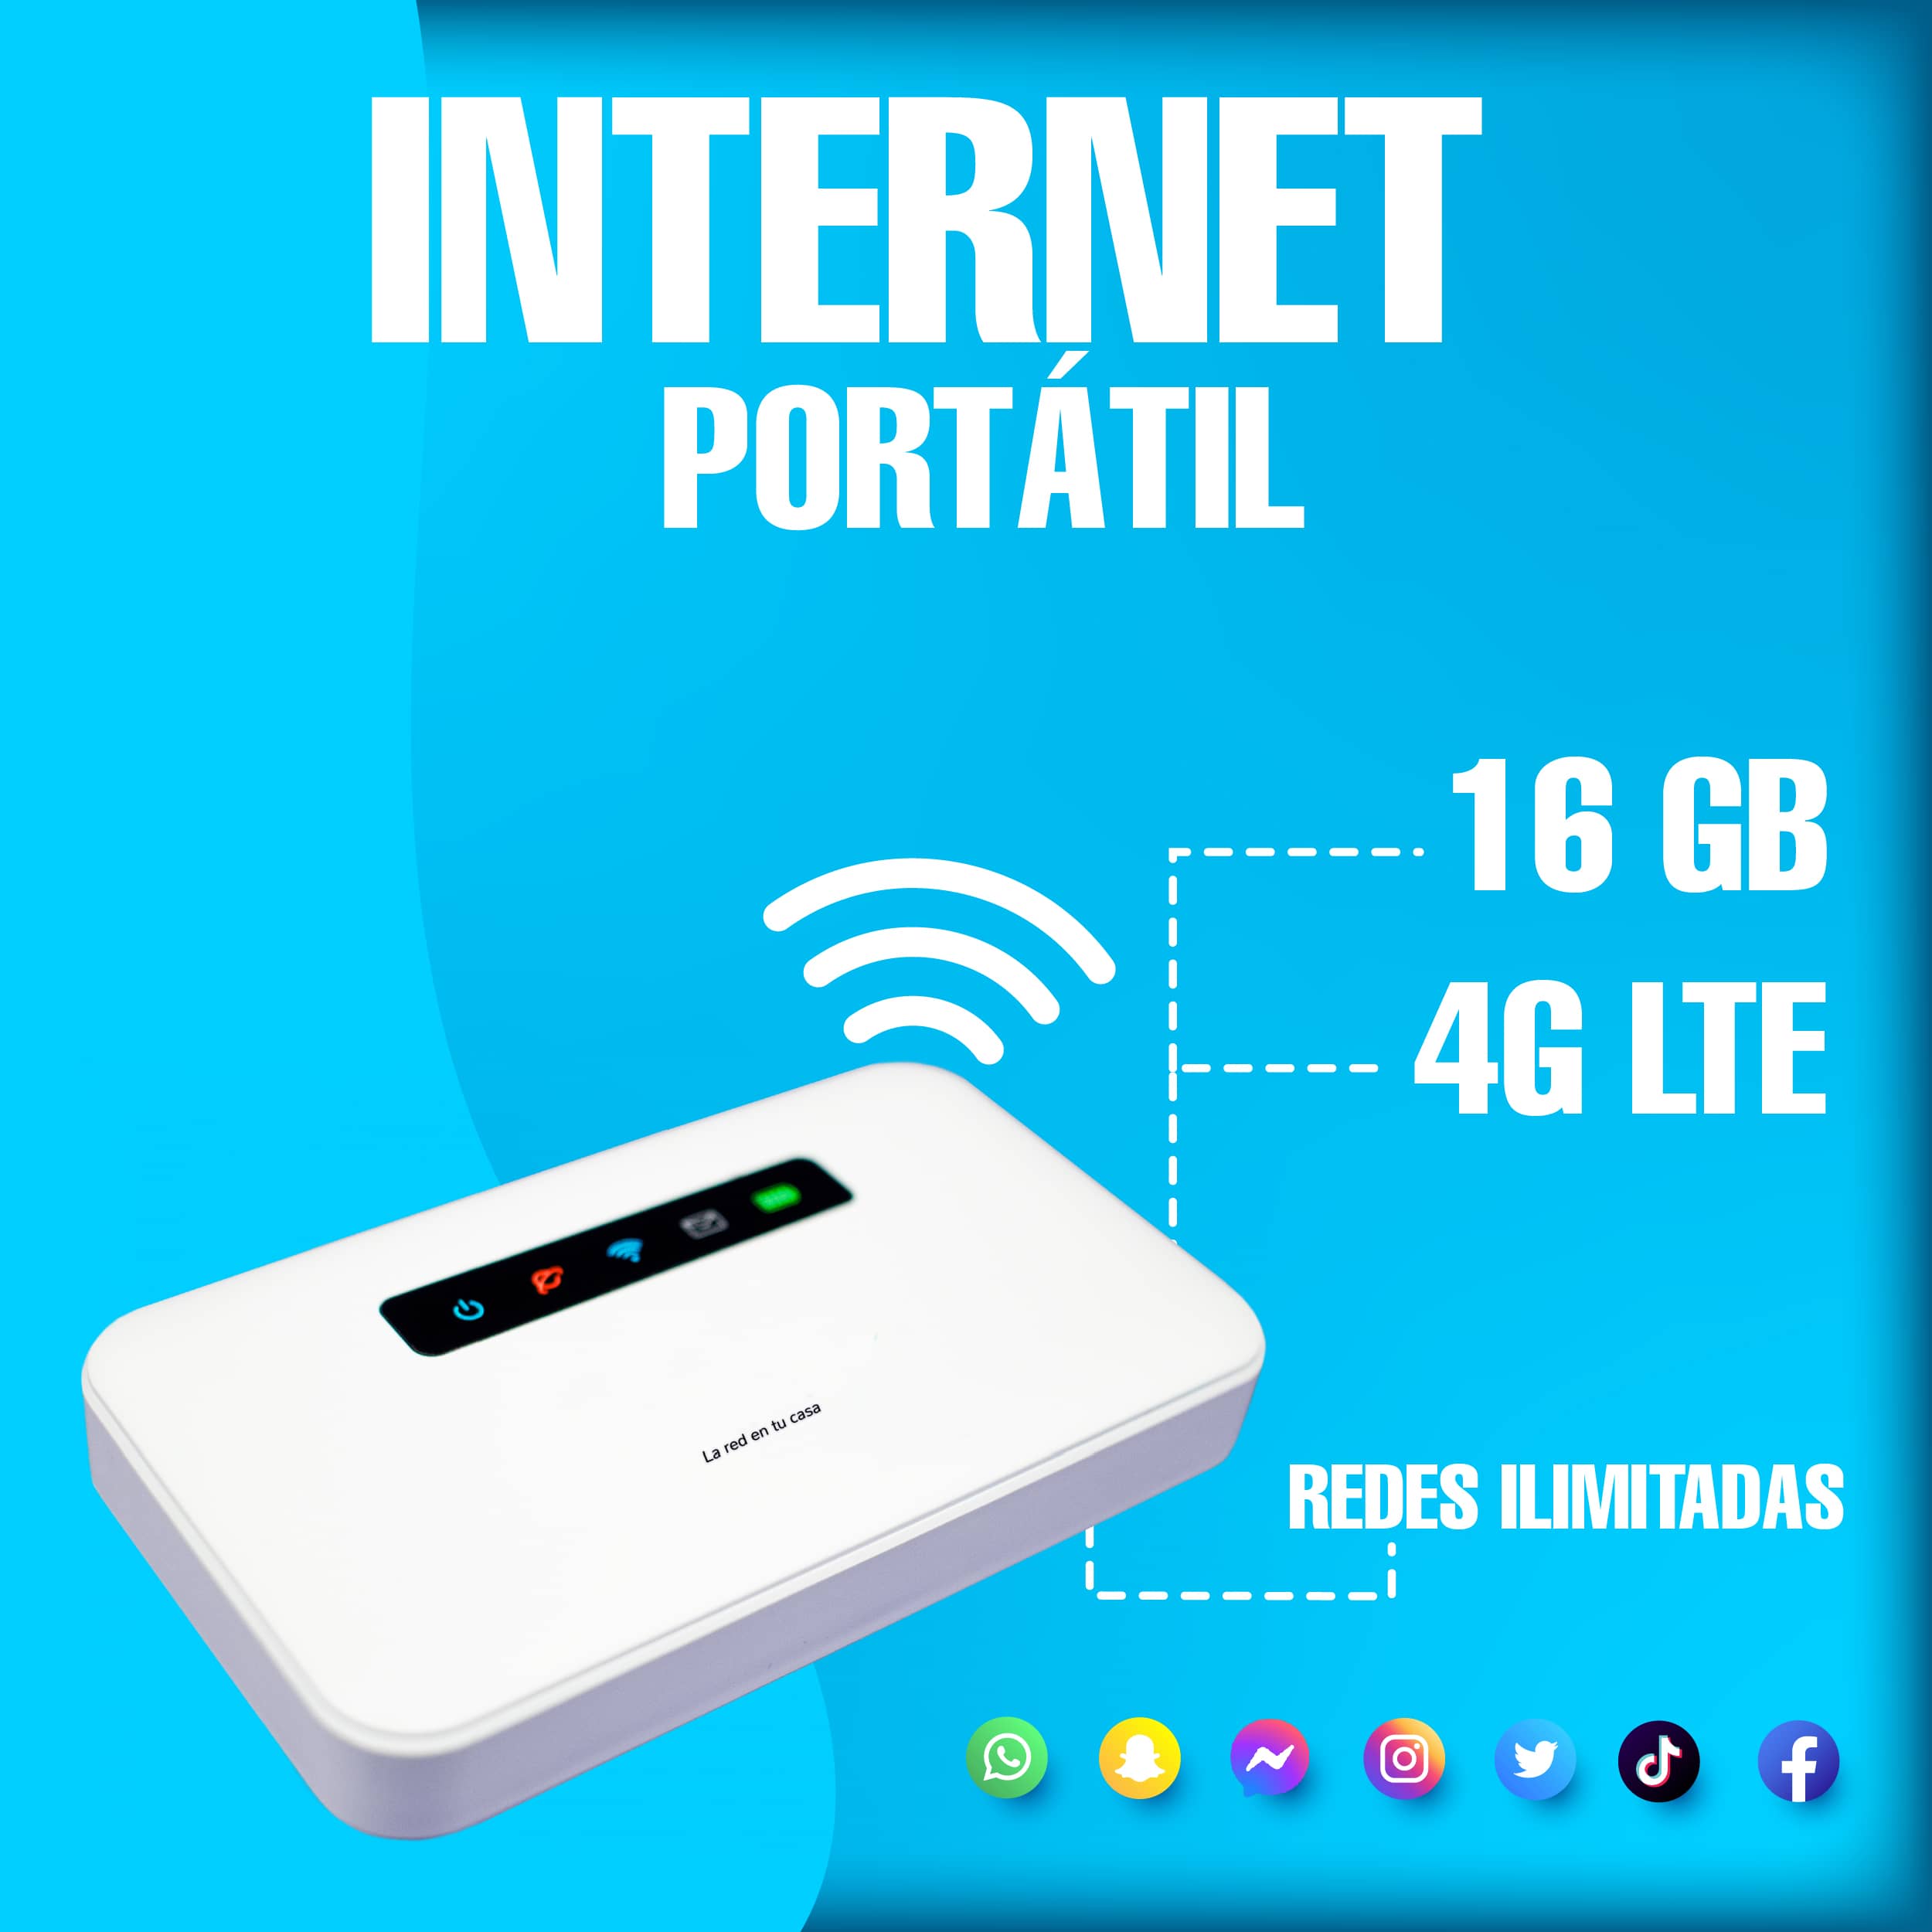 INTERNET
PORTÁTIL
16 GB
4G LTE
La red en tu casa
REDES ILIMITADAS